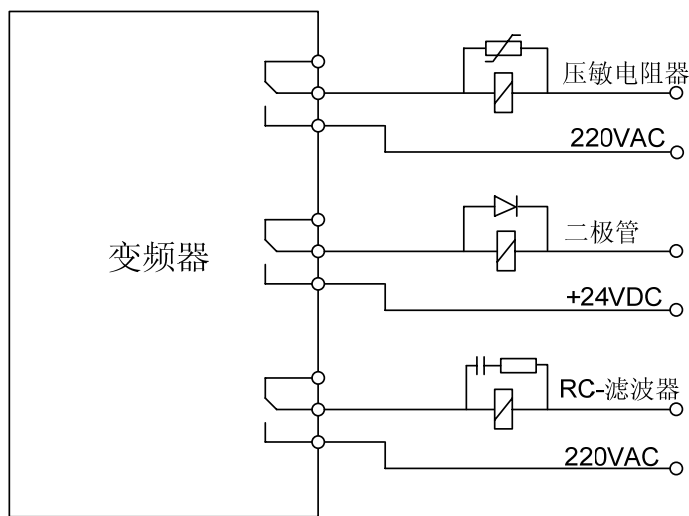 压敏电阻器
220VAC
变频器
二极管
+24VDC
RC-滤波器
220VAC